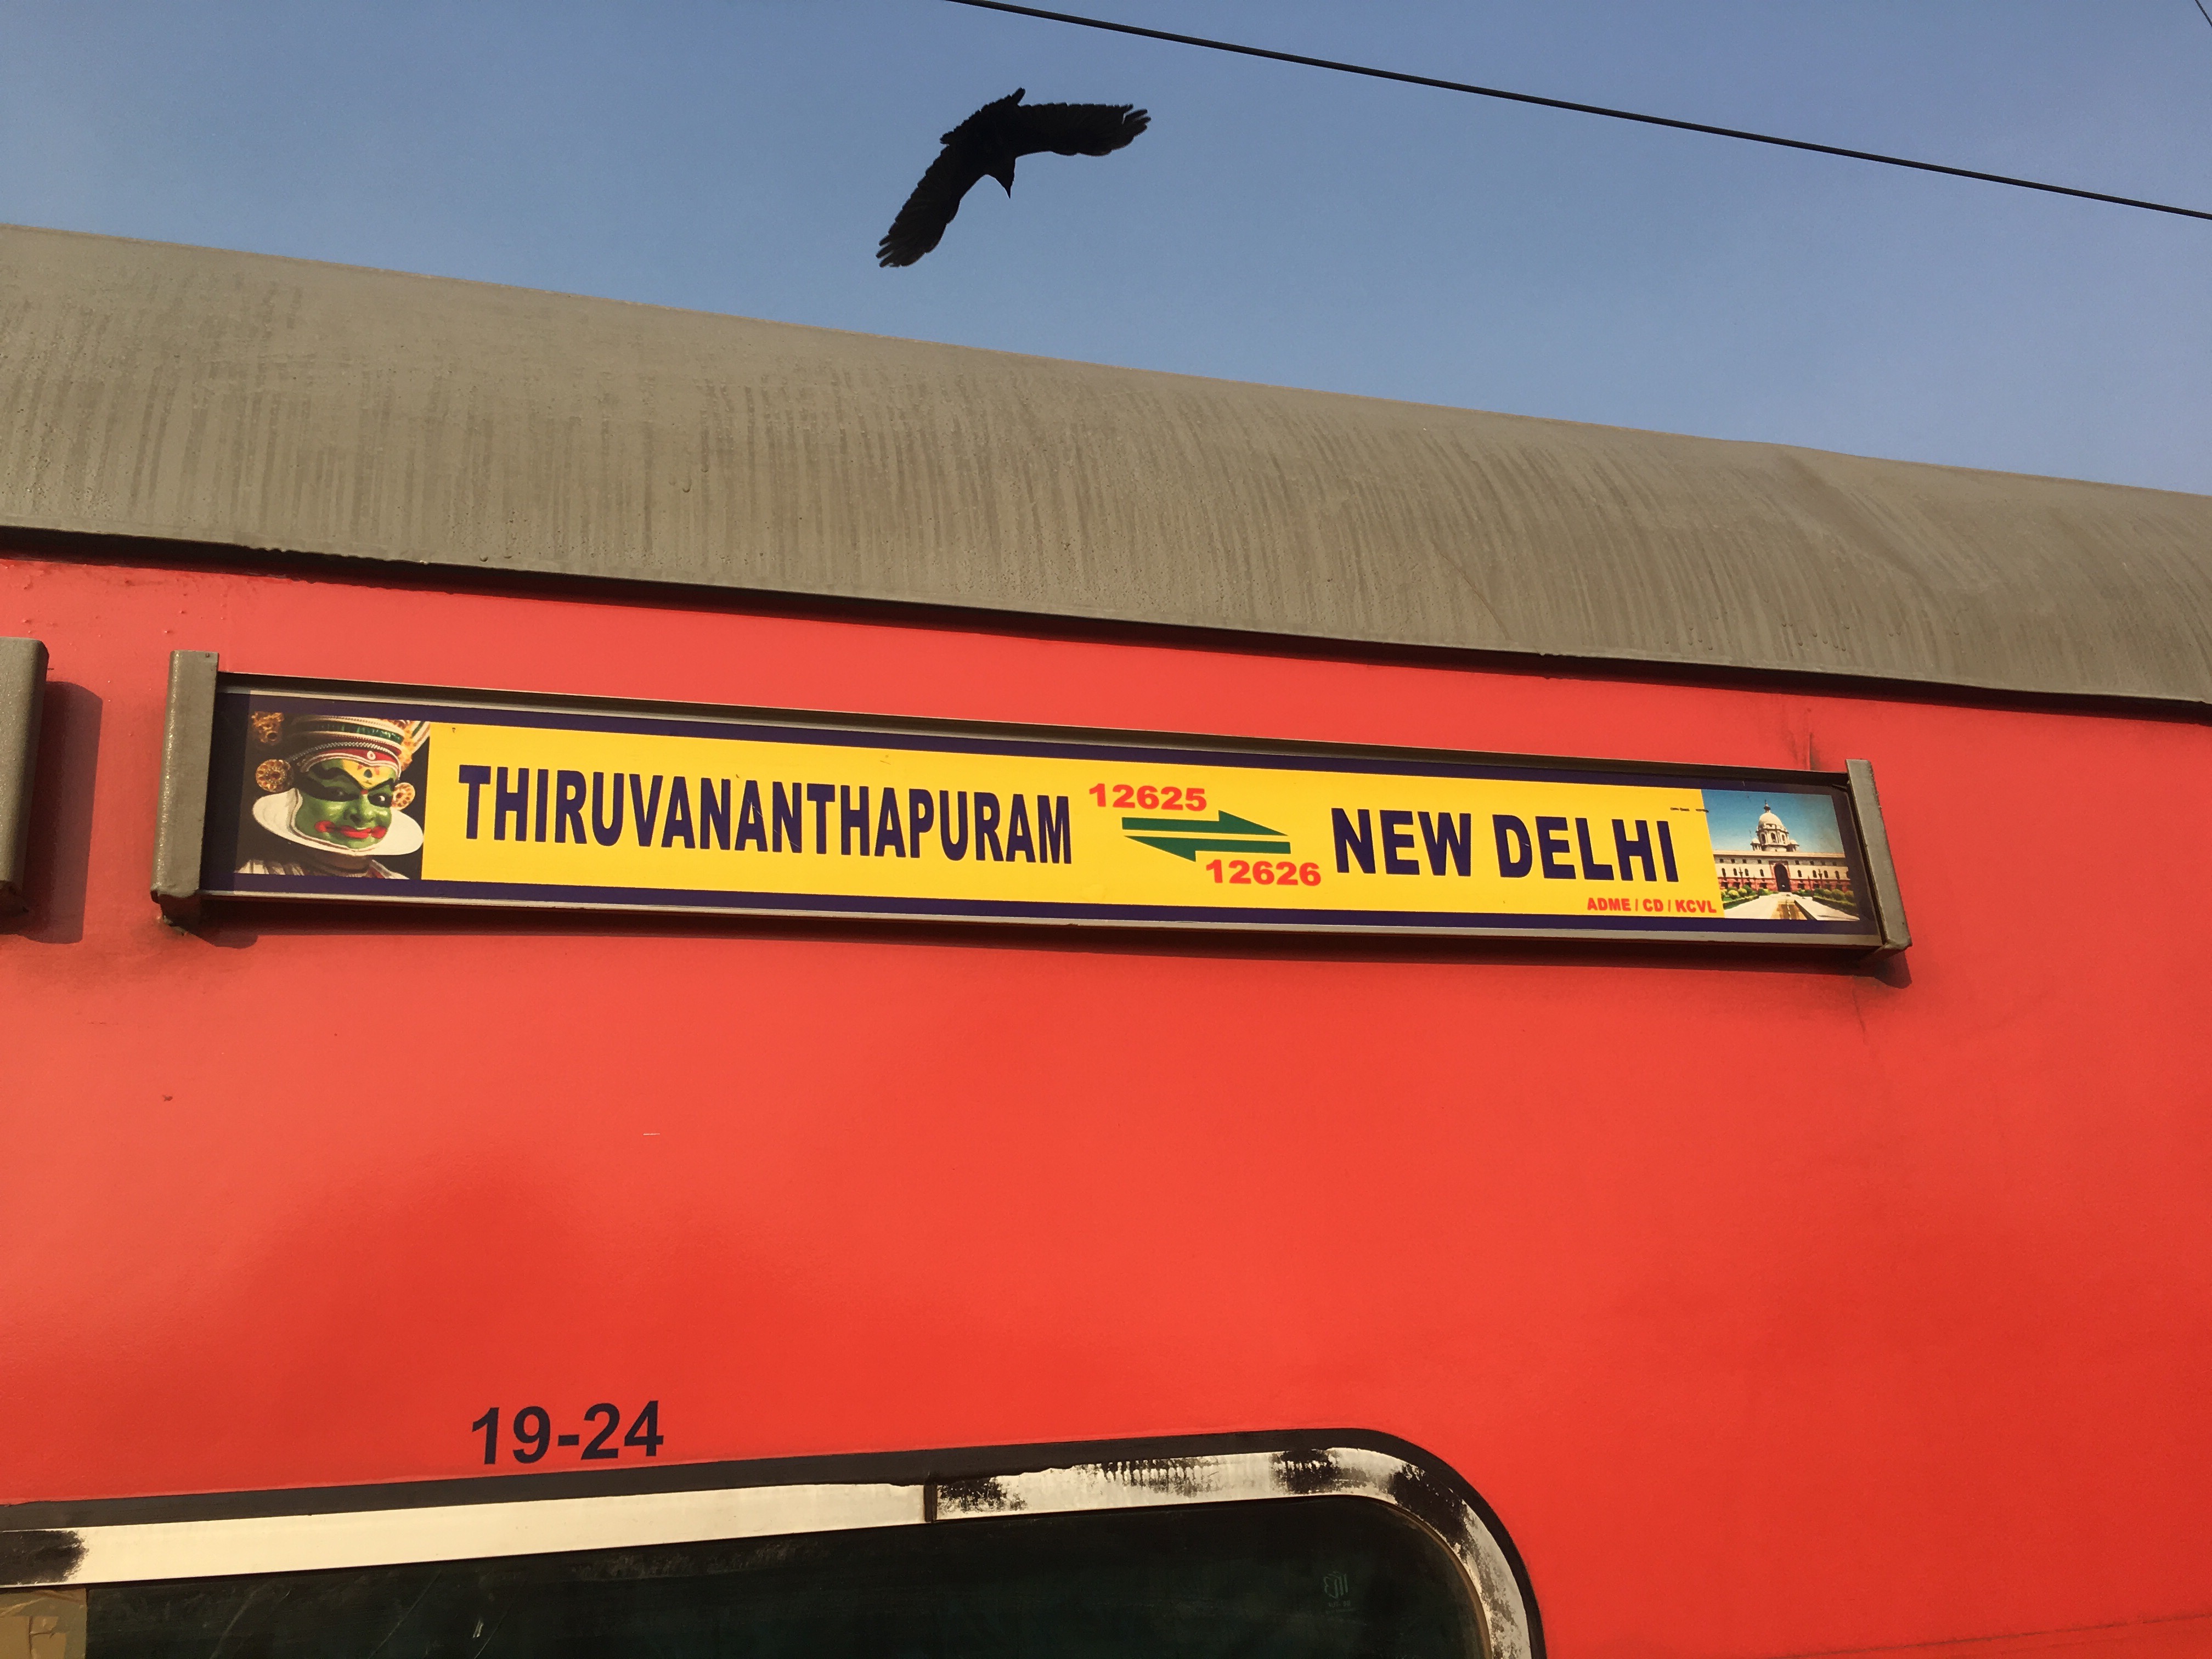 THIRUVANANTHAPURAM
12625
12626
NEW DELHI
ADME / CD / KCVL
19-24